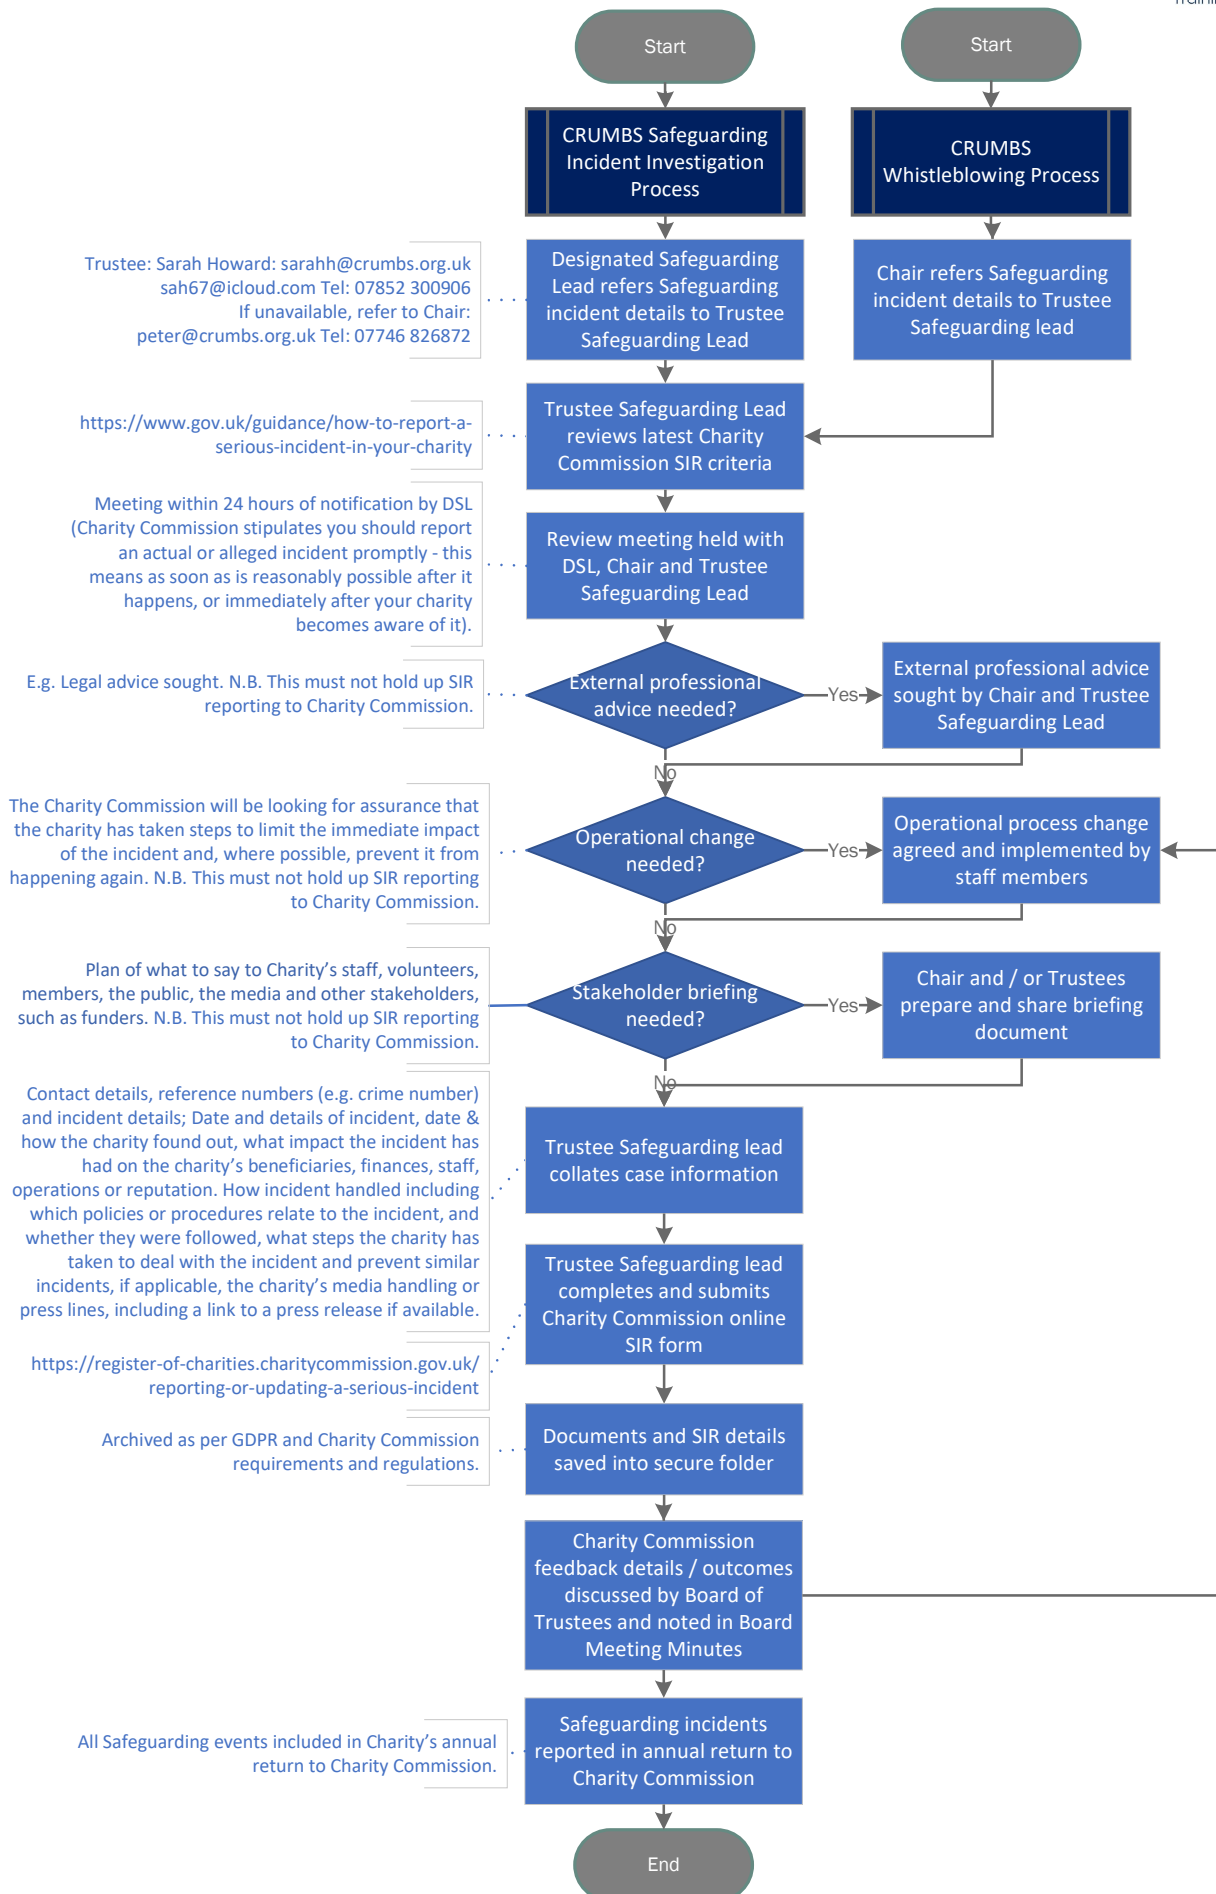 Start
Start
CRUMBS Safeguarding
Incident Investigation
Process
CRUMBS
Whistleblowing Process
Trustee: Sarah Howard: sarahh@crumbs.org.uk
sah67@icloud.com Tel: 07852 300906
If unavailable, refer to Chair:
peter@crumbs.org.uk Tel: 07746 826872
Designated Safeguarding
Lead refers Safeguarding
incident details to Trustee
Safeguarding Lead
Chair refers Safeguarding
incident details to Trustee
Safeguarding lead
https://www.gov.uk/guidance/how-to-report-a-
serious-incident-in-your-charity
Trustee Safeguarding Lead
reviews latest Charity
Commission SIR criteria
Meeting within 24 hours of notification by DSL
(Charity Commission stipulates you should report
an actual or alleged incident promptly - this
means as soon as is reasonably possible after it
happens, or immediately after your charity
becomes aware of it).
Review meeting held with
DSL, Chair and Trustee
Safeguarding Lead
E.g. Legal advice sought. N.B. This must not hold up SIR
reporting to Charity Commission.
External professional
advice needed?
Yes
External professional advice
sought by Chair and Trustee
Safeguarding Lead
No
The Charity Commission will be looking for assurance that
the charity has taken steps to limit the immediate impact
of the incident and, where possible, prevent it from
happening again. N.B. This must not hold up SIR reporting
to Charity Commission.
Operational change
needed?
Yes
Operational process change
agreed and implemented by
staff members
No
Plan of what to say to Charity's staff, volunteers,
members, the public, the media and other stakeholders,
such as funders. N.B. This must not hold up SIR reporting
to Charity Commission.
Stakeholder briefing
needed?
Yes
Chair and / or Trustees
prepare and share briefing
document
No
Contact details, reference numbers (e.g. crime number)
and incident details; Date and details of incident, date &
how the charity found out, what impact the incident has
had on the charity's beneficiaries, finances, staff,
operations or reputation. How incident handled including
which policies or procedures relate to the incident, and
whether they were followed, what steps the charity has
taken to deal with the incident and prevent similar
incidents, if applicable, the charity's media handling or
press lines, including a link to a press release if available.
Trustee Safeguarding lead
collates case information
Trustee Safeguarding lead
completes and submits
Charity Commission online
SIR form
https://register-of-charities.charitycommission.gov.uk/
reporting-or-updating-a-serious-incident
Archived as per GDPR and Charity Commission
requirements and regulations.
Documents and SIR details
saved into secure folder
Charity Commission
feedback details / outcomes
discussed by Board of
Trustees and noted in Board
Meeting Minutes
All Safeguarding events included in Charity's annual
return to Charity Commission.
Safeguarding incidents
reported in annual return to
Charity Commission
End